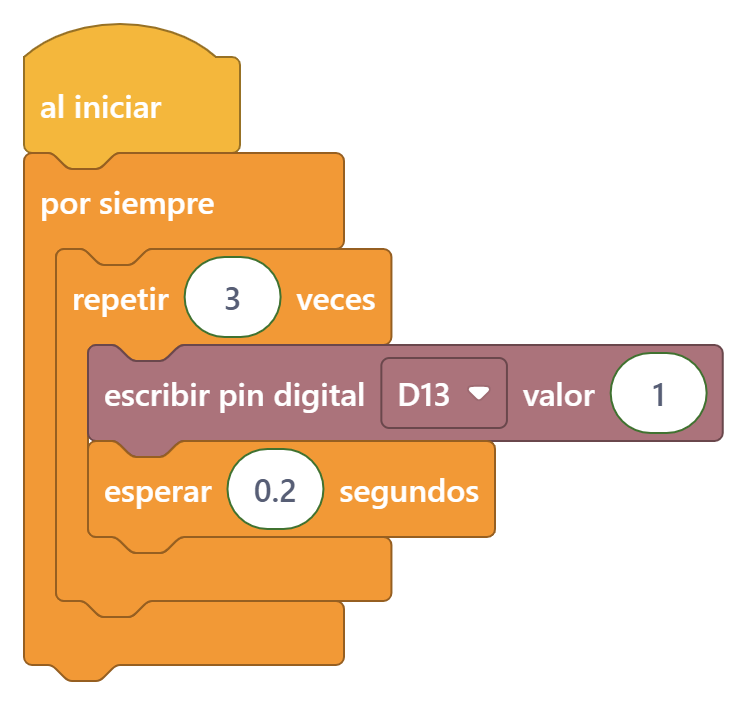 al iniciar
por siempre
repetir 3 veces
escribir pin digital D13 valor 1
esperar 0.2 segundos